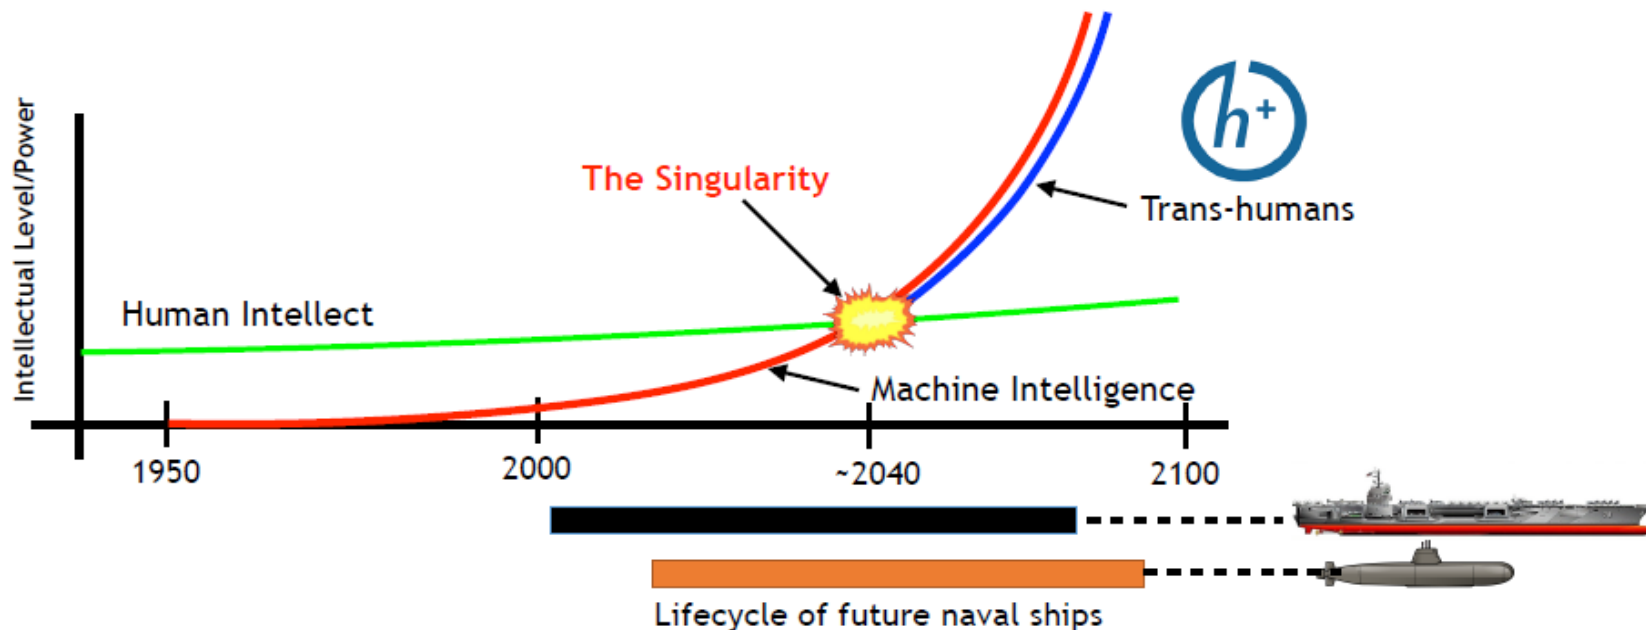 Intellectual Level/Power
h+
The Singularity
Trans-humans
Human Intellect
Machine Intelligence
1950
2000
~2040
2100
Lifecycle of future naval ships